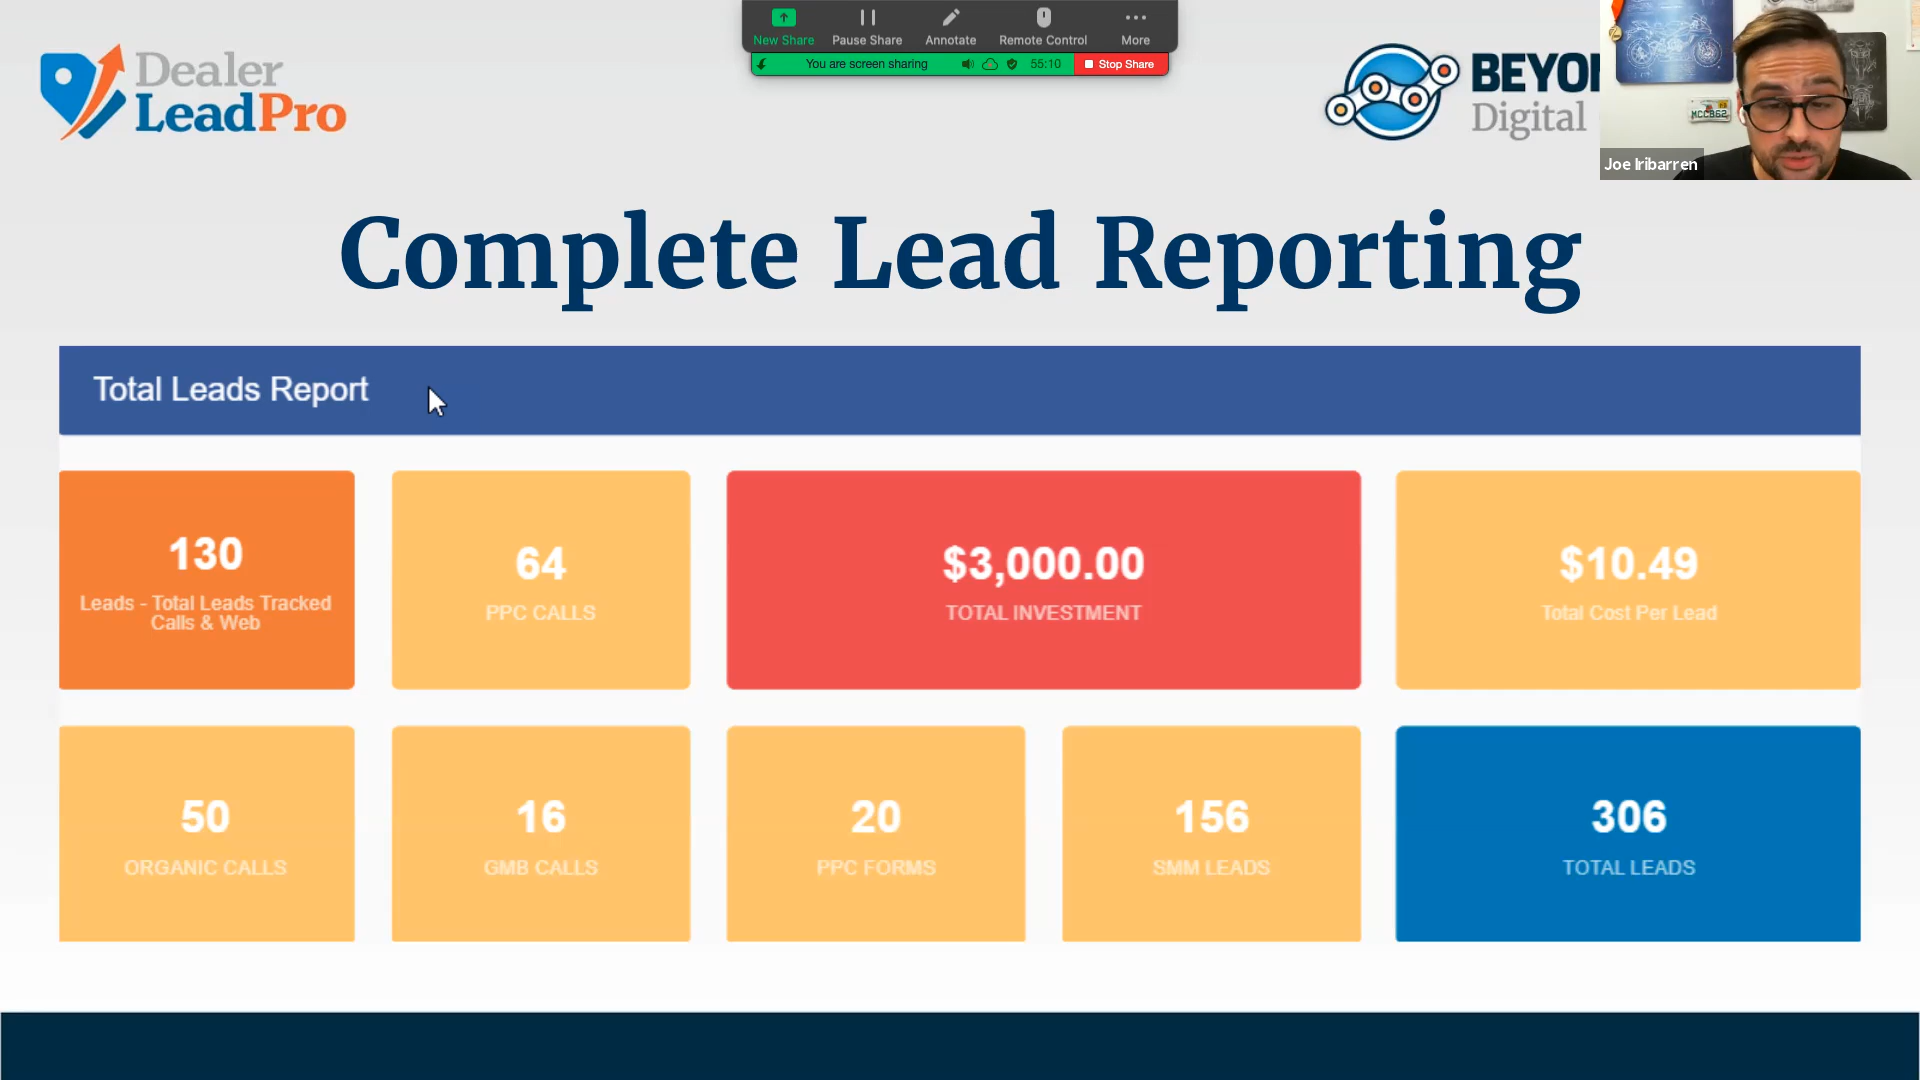 New Share
Pause Share
Annotate
Remote Control
More
You are screen sharing
55:10
Stop Share
Dealer
LeadPro
Digital
MCC862
Joe Iribarren
Complete Lead Reporting
Total Leads Report
130
Leads - Total Leads Tracked
Calls & Web
64
PPC CALLS
$3,000.00
TOTAL INVESTMENT
$10.49
Total Cost Per Lead
50
ORGANIC CALLS
16
GMB CALLS
20
PPC FORMS
156
SMM LEADS
306
TOTAL LEADS